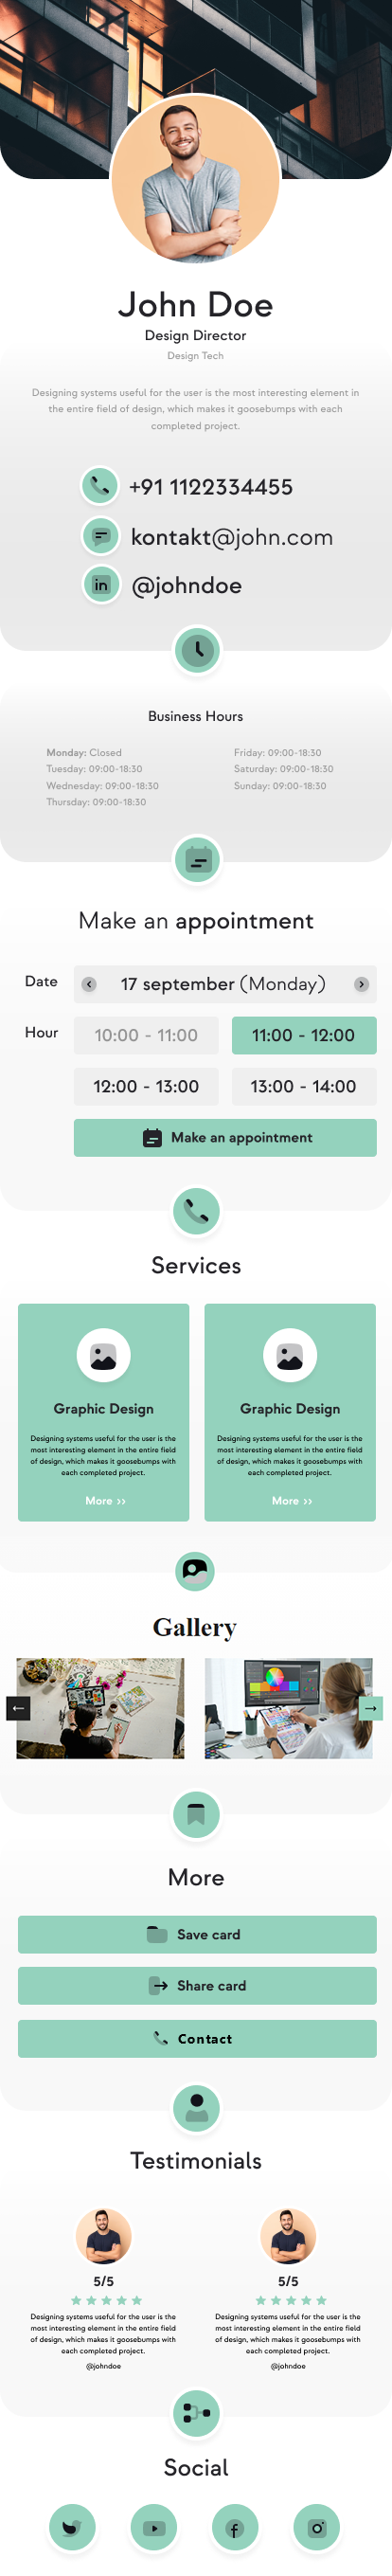 John Doe
Design Director
Design Tech
Designing systems useful for the user is the most interesting element in
the entire field of design, which makes it goosebumps with each
completed project.
+91 1122334455
kontakt@john.com
in
@johndoe
Business Hours
Monday: Closed
Tuesday: 09:00-18:30
Wednesday: 09:00-18:30
Thursday: 09:00-18:30
Friday: 09:00-18:30
Saturday: 09:00-18:30
Sunday: 09:00-18:30
Make an appointment
Date
17 september (Monday)
Hour
10:00 - 11:00
11:00 - 12:00
12:00 - 13:00
13:00 - 14:00
Make an appointment
Services
Graphic Design
Designing systems useful for the user is the
most interesting element in the entire field
of design, which makes it goosebumps with
each completed project.
More >>
Graphic Design
Designing systems useful for the user is the
most interesting element in the entire field
of design, which makes it goosebumps with
each completed project.
More >>
Gallery
More
Save card
Share card
Contact
Testimonials
5/5
Designing systems useful for the user is the
most interesting element in the entire field
of design, which makes it goosebumps with
each completed project.
@johndoe
5/5
Designing systems useful for the user is the
most interesting element in the entire field
of design, which makes it goosebumps with
each completed project.
@johndoe
Social